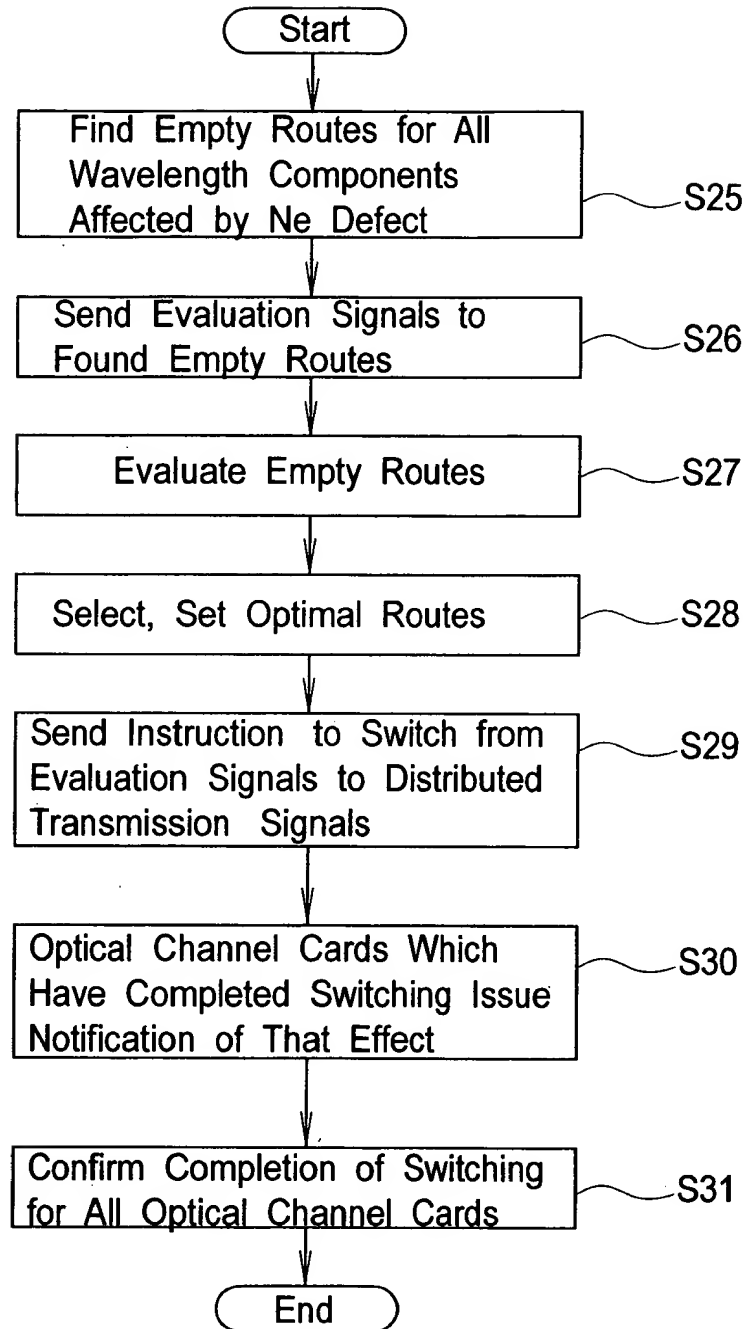 Start
Find Empty Routes for All
Wavelength Components
Affected by Ne Defect
S25
Send Evaluation Signals to
Found Empty Routes
S26
Evaluate Empty Routes
S27
Select, Set Optimal Routes
S28
Send Instruction to Switch from
Evaluation Signals to Distributed
Transmission Signals
S29
Optical Channel Cards Which
Have Completed Switching Issue
Notification of That Effect
S30
Confirm Completion of Switching
for All Optical Channel Cards
S31
End